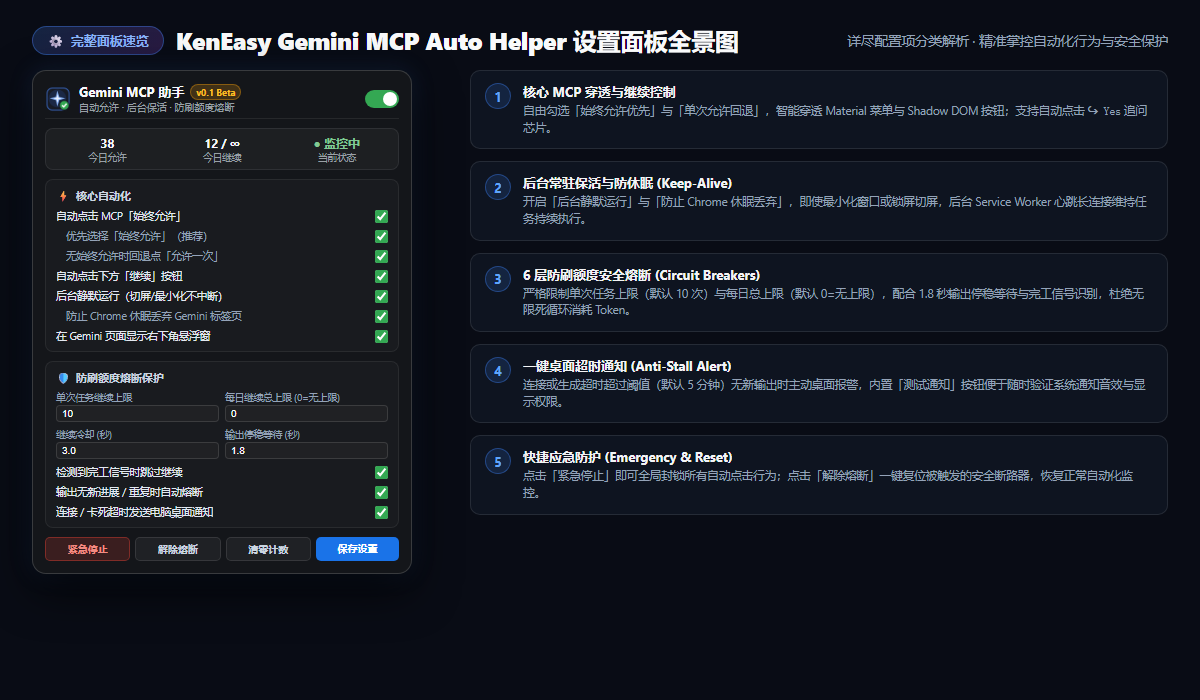 完整面板速览
KenEasy Gemini MCP Auto Helper 设置面板全景图
详尽配置项分类解析 · 精准掌控自动化行为与安全保护
Gemini MCP 助手 v0.1 Beta
自动允许 · 后台保活 · 防刷额度熔断
38
今日允许
12 / ∞
今日继续
● 监控中
当前状态
核心自动化
自动点击 MCP「始终允许」
优先选择「始终允许」（推荐）
无始终允许时回退点「允许一次」
自动点击下方「继续」按钮
后台静默运行（切屏/最小化不中断）
防止 Chrome 休眠丢弃 Gemini 标签页
在 Gemini 页面显示右下角悬浮窗
防刷额度熔断保护
单次任务继续上限
每日继续总上限 (0=无上限)
10
0
继续冷却 (秒)
输出停稳等待 (秒)
3.0
1.8
检测到完工信号时跳过继续
输出无新进展 / 重复时自动熔断
连接 / 卡死超时发送电脑桌面通知
紧急停止
解除熔断
清零计数
保存设置
1
核心 MCP 穿透与继续控制
自由勾选「始终允许优先」与「单次允许回退」，智能穿透 Material 菜单与 Shadow DOM 按钮；支持自动点击 ↪ Yes 追问
芯片。
2
后台常驻保活与防休眠 (Keep-Alive)
开启「后台静默运行」与「防止 Chrome 休眠丢弃」，即使最小化窗口或锁屏切屏，后台 Service Worker 心跳长连接维持任
务持续执行。
3
6 层防刷额度安全熔断 (Circuit Breakers)
严格限制单次任务上限（默认 10 次）与每日总上限（默认 0=无上限），配合 1.8 秒输出停稳等待与完工信号识别，杜绝无
限死循环消耗 Token。
4
一键桌面超时通知 (Anti-Stall Alert)
连接或生成超时超过阈值（默认 5 分钟）无新输出时主动桌面报警，内置「测试通知」按钮便于随时验证系统通知音效与显
示权限。
5
快捷应急防护 (Emergency & Reset)
点击「紧急停止」即可全局封锁所有自动点击行为；点击「解除熔断」一键复位被触发的安全断路器，恢复正常自动化监
控。